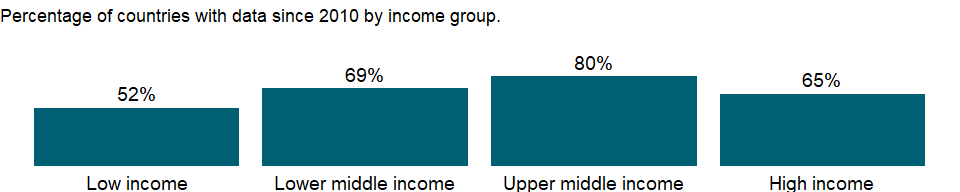 Percentage of countries with data since 2010 by income group.
52%
69%
80%
65%
Low income
Lower middle income
Upper middle income
High income